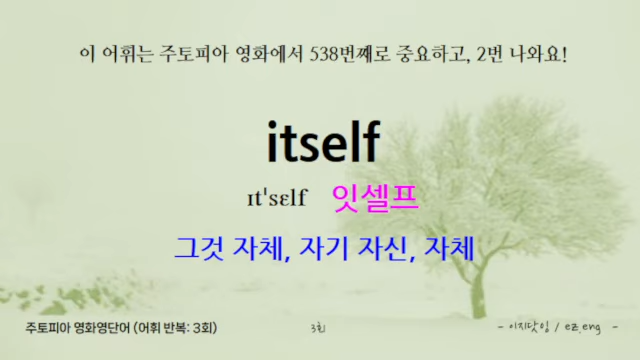 이 어휘는 주토피아 영화에서 538번째로 중요하고, 2번 나와요!
itself
ɪtˈsɛlf 잇셀프
그것 자체, 자기 자신, 자체
주토피아 영화영단어 (어휘 반복: 3회) 3회 - 이지닷잉 / ez.eng -